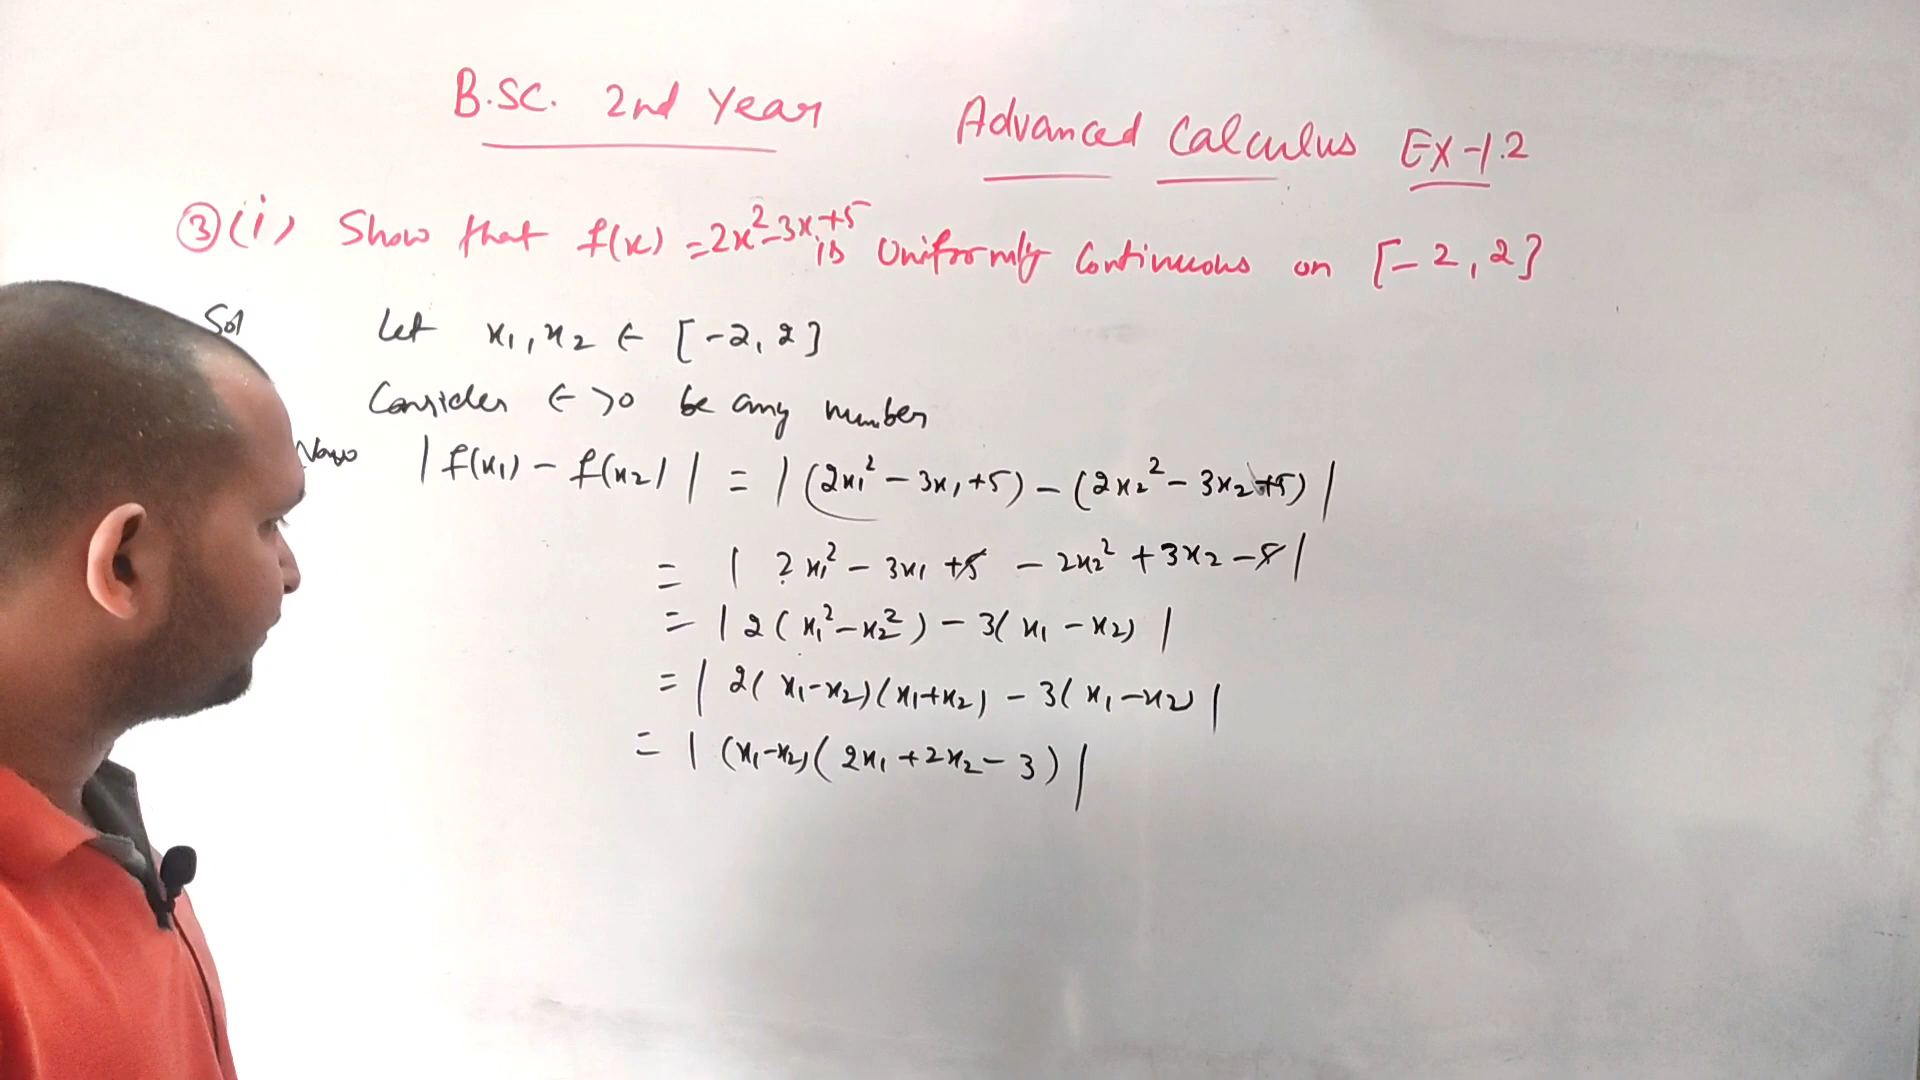 B.SC. 2nd Year Advanced Calculus EX-1.2
③(i) Show that f(x) = 2x²-3x+5 is Uniformly Continuous on [-2, 2]
Sol Let x₁, x₂ ∈ [-2, 2]
Consider ∈ >0 be any number
Now |f(x₁) - f(x₂)| = |(2x₁² - 3x₁+5) - (2x₂² - 3x₂+5)|
= | 2x₁² - 3x₁ +5 - 2x₂² + 3x₂ - 5 |
= | 2(x₁² - x₂²) - 3(x₁ - x₂) |
= | 2(x₁-x₂)(x₁+x₂) - 3(x₁-x₂) |
= | (x₁-x₂)(2x₁+2x₂-3) |